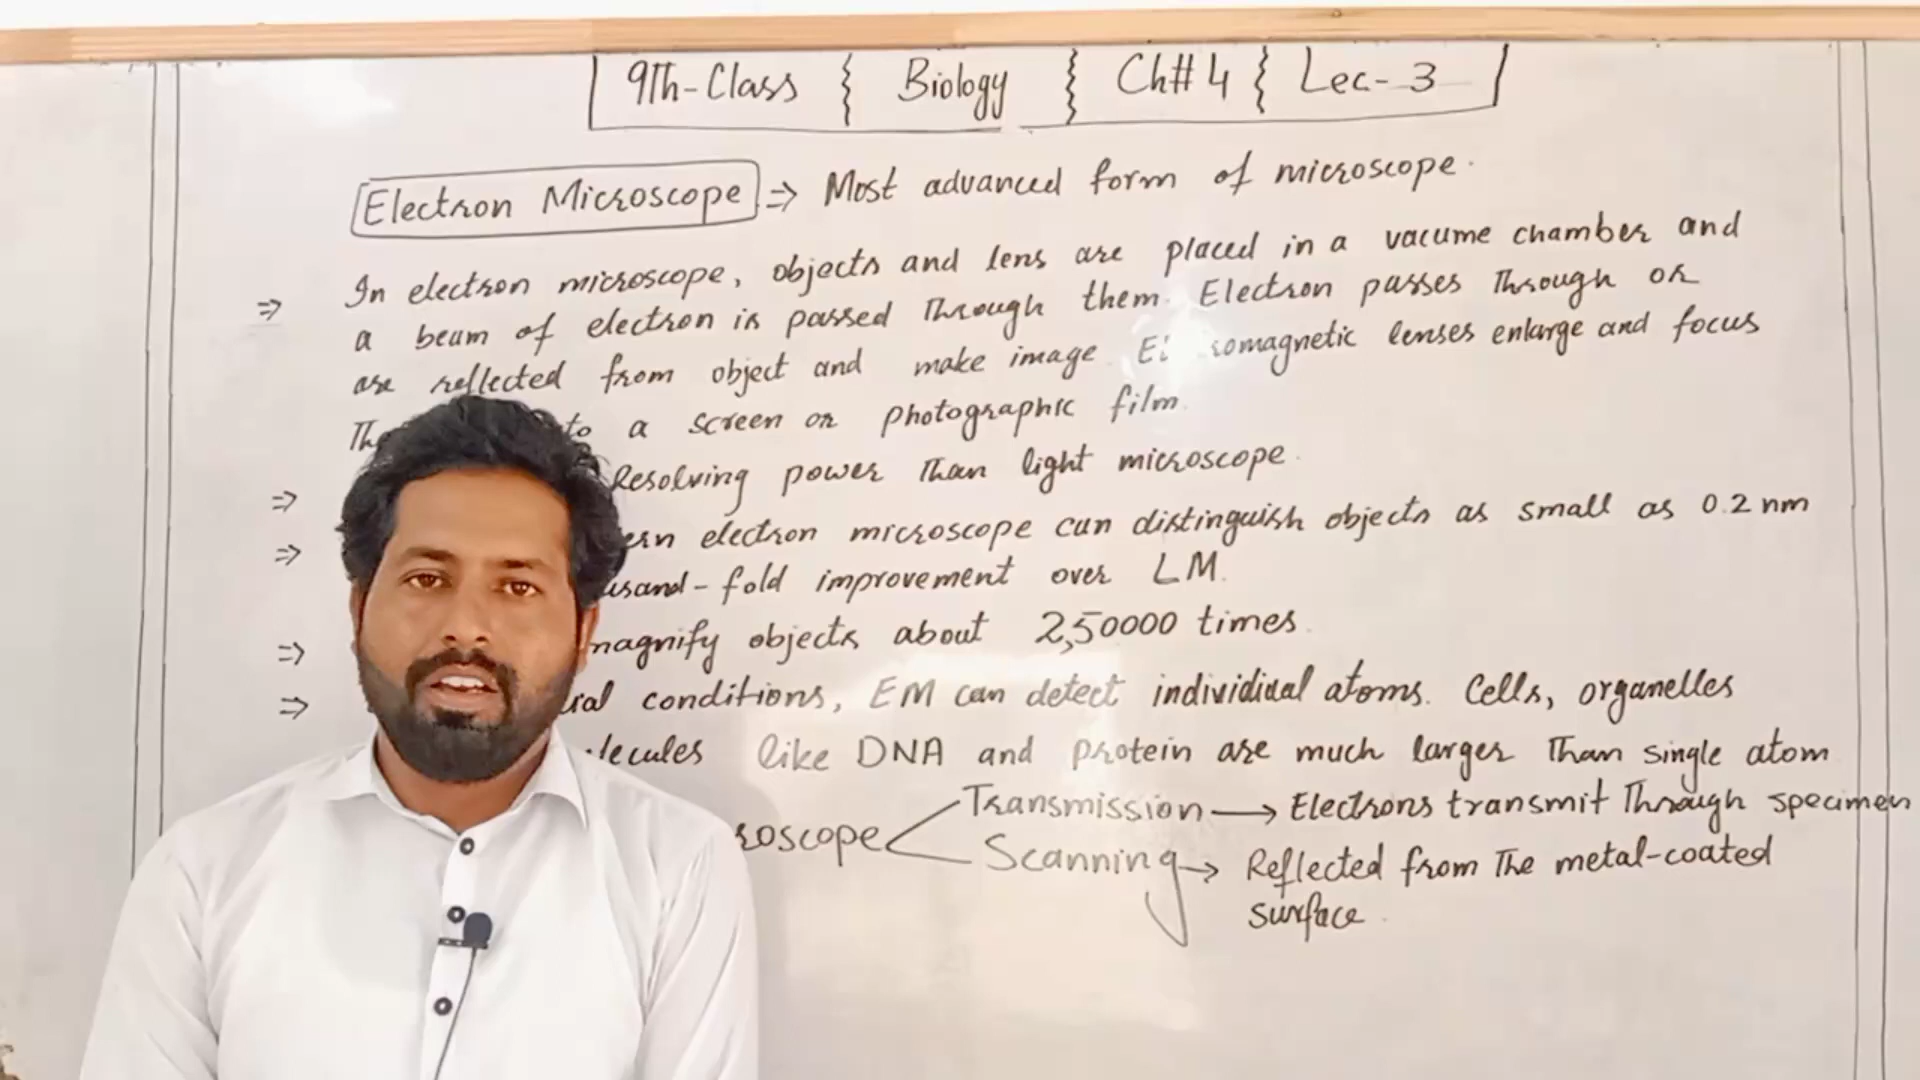 9Th-Class Biology Ch#4 Lec-3
Electron Microscope ⇒ Most advanced form of microscope.
⇒ In electron microscope, objects and lens are placed in a vacume chamber and
a beam of electron is passed Through them. Electron passes Through or
are reflected from object and make image. lenses enlarge and focus
to a screen or photographic film.
⇒ Resolving power Than light microscope.
⇒ electron microscope can distinguish objects as small as 0.2 nm
fold improvement over LM.
⇒ magnify objects about 2,50000 times.
⇒ conditions, EM can detect individual atoms. Cells, organelles
like DNA and protein are much larger Than single atom
Transmission → Electrons transmit Through specimen
Scanning → Reflected from The metal-coated
surface.